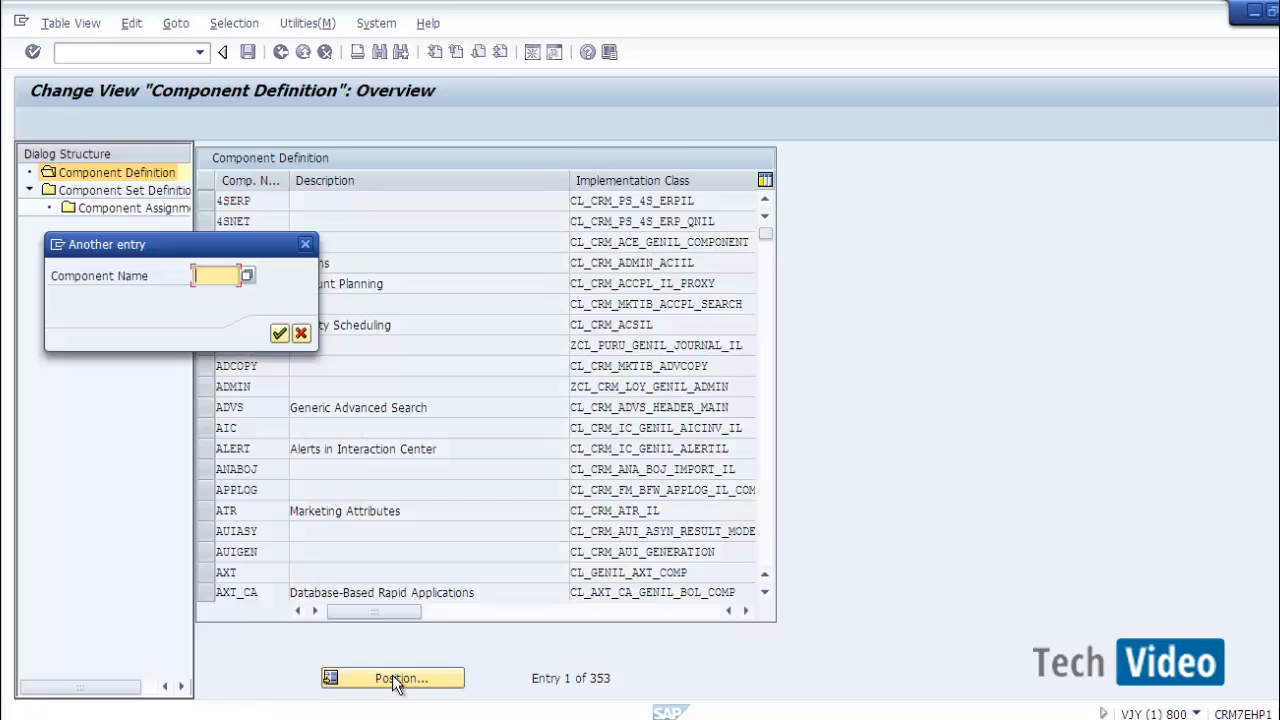 Table View Edit Goto Selection Utilities(M) System Help
Change View "Component Definition": Overview
Dialog Structure
Component Definition
Component Set Definitio
Component Assignm
Another entry
Component Name
Component Definition
Comp. N... Description Implementation Class
4SERP CL_CRM_PS_4S_ERPIL
4SNET CL_CRM_PS_4S_ERP_QNIL
CL_CRM_ACE_GENIL_COMPONENT
ns CL_CRM_ADMIN_ACIIL
unt Planning CL_CRM_ACCPL_IL_PROXY
CL_CRM_MKTIB_ACCPL_SEARCH
ty Scheduling CL_CRM_ACSIL
ZCL_PURU_GENIL_JOURNAL_IL
ADCOPY CL_CRM_MKTIB_ADVCOPY
ADMIN ZCL_CRM_LOY_GENIL_ADMIN
ADVS Generic Advanced Search CL_CRM_ADVS_HEADER_MAIN
AIC CL_CRM_IC_GENIL_AICINV_IL
ALERT Alerts in Interaction Center CL_CRM_IC_GENIL_ALERTIL
ANABOJ CL_CRM_ANA_BOJ_IMPORT_IL
APPLOG CL_CRM_FM_BFW_APPLOG_IL_COM
ATR Marketing Attributes CL_CRM_ATR_IL
AUIASY CL_CRM_AUI_ASYN_RESULT_MODE
AUIGEN CL_CRM_AUI_GENERATION
AXT CL_GENIL_AXT_COMP
AXT_CA Database-Based Rapid Applications CL_AXT_CA_GENIL_BOL_COMP
Position... Entry 1 of 353
Tech Video
SAP VJY (1) 800 CRM7EHP1